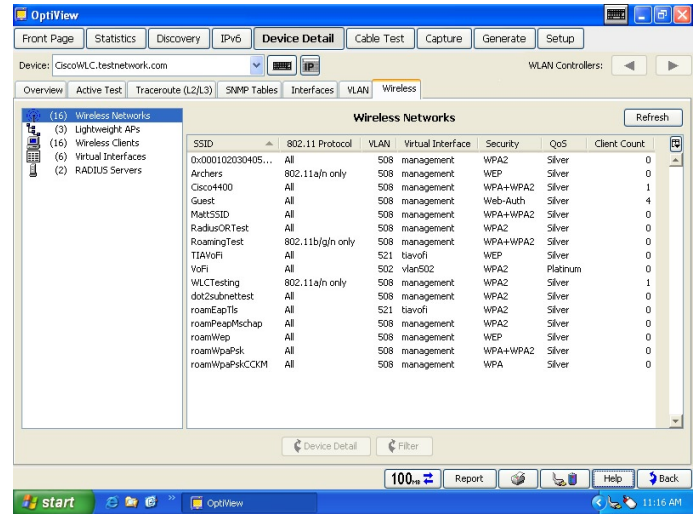 OptiView
Front Page Statistics Discovery IPv6 Device Detail Cable Test Capture Generate Setup
Device: CiscoWLC.testnetwork.com IP WLAN Controllers:
Overview Active Test Traceroute (L2/L3) SNMP Tables Interfaces VLAN Wireless
(16) Wireless Networks
(3) Lightweight APs
(16) Wireless Clients
(6) Virtual Interfaces
(2) RADIUS Servers
Wireless Networks Refresh
SSID 802.11 Protocol VLAN Virtual Interface Security QoS Client Count
0x000102030405... All 508 management WPA2 Silver 0
Archers 802.11a/n only 508 management WEP Silver 0
Cisco4400 All 508 management WPA+WPA2 Silver 1
Guest All 508 management Web-Auth Silver 4
MattSSID All 508 management WPA+WPA2 Silver 0
RadiusORTest All 508 management WPA2 Silver 0
RoamingTest 802.11b/g/n only 508 management WPA+WPA2 Silver 0
TIAVoFi All 521 tiavofi WEP Silver 0
VoFi All 502 vlan502 WPA2 Platinum 0
WLCTesting 802.11a/n only 508 management WPA2 Silver 1
dot2subnettest All 508 management WPA2 Silver 0
roamEapTls All 521 tiavofi WPA2 Silver 0
roamPeapMschap All 508 management WPA2 Silver 0
roamWep All 508 management WEP Silver 0
roamWpaPsk All 508 management WPA+WPA2 Silver 0
roamWpaPskCCKM All 508 management WPA Silver 0
Device Detail Filter
100MB Report Help Back
start OptiView 11:16 AM